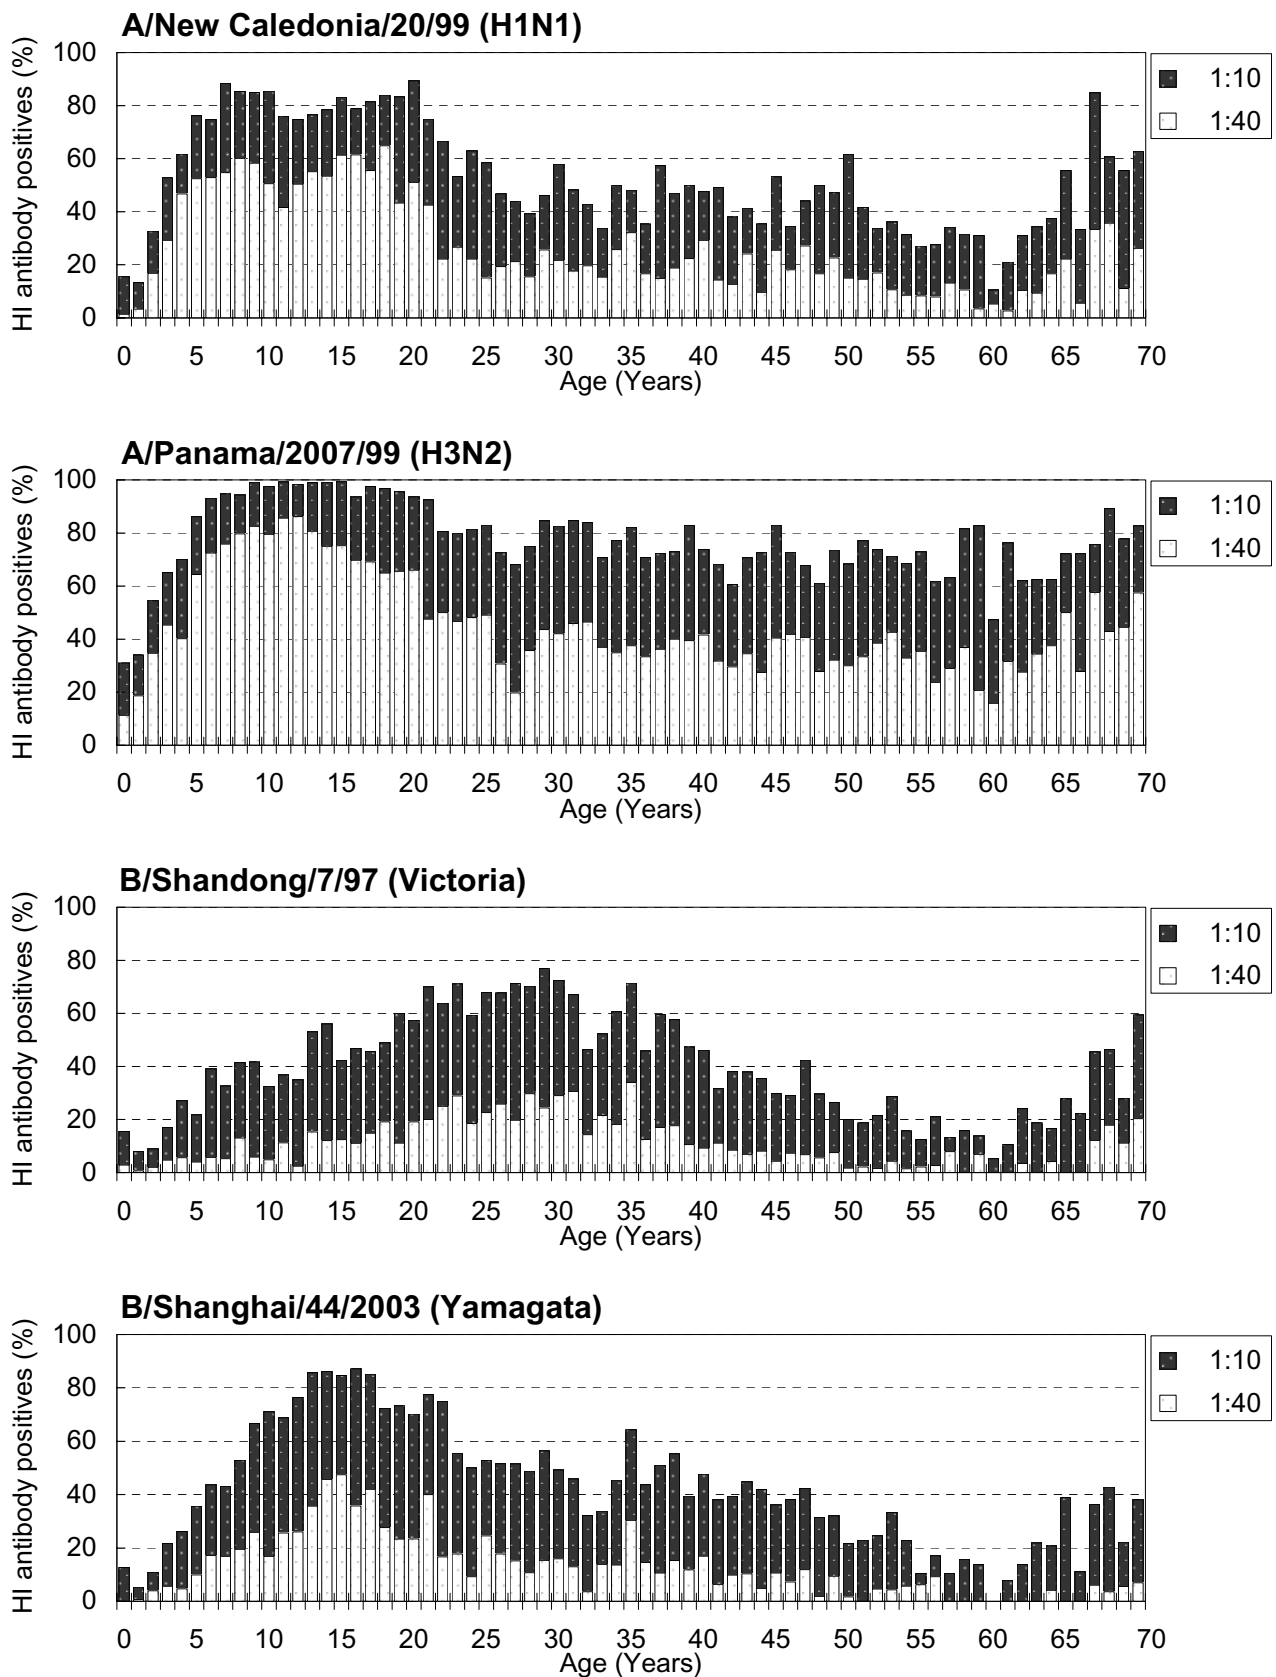 A/New Caledonia/20/99 (H1N1)
HI antibody positives (%)
100
80
60
40
20
0
0 5 10 15 20 25 30 35 40 45 50 55 60 65 70
Age (Years)
1:10
1:40
A/Panama/2007/99 (H3N2)
HI antibody positives (%)
100
80
60
40
20
0
0 5 10 15 20 25 30 35 40 45 50 55 60 65 70
Age (Years)
1:10
1:40
B/Shandong/7/97 (Victoria)
HI antibody positives (%)
100
80
60
40
20
0
0 5 10 15 20 25 30 35 40 45 50 55 60 65 70
Age (Years)
1:10
1:40
B/Shanghai/44/2003 (Yamagata)
HI antibody positives (%)
100
80
60
40
20
0
0 5 10 15 20 25 30 35 40 45 50 55 60 65 70
Age (Years)
1:10
1:40